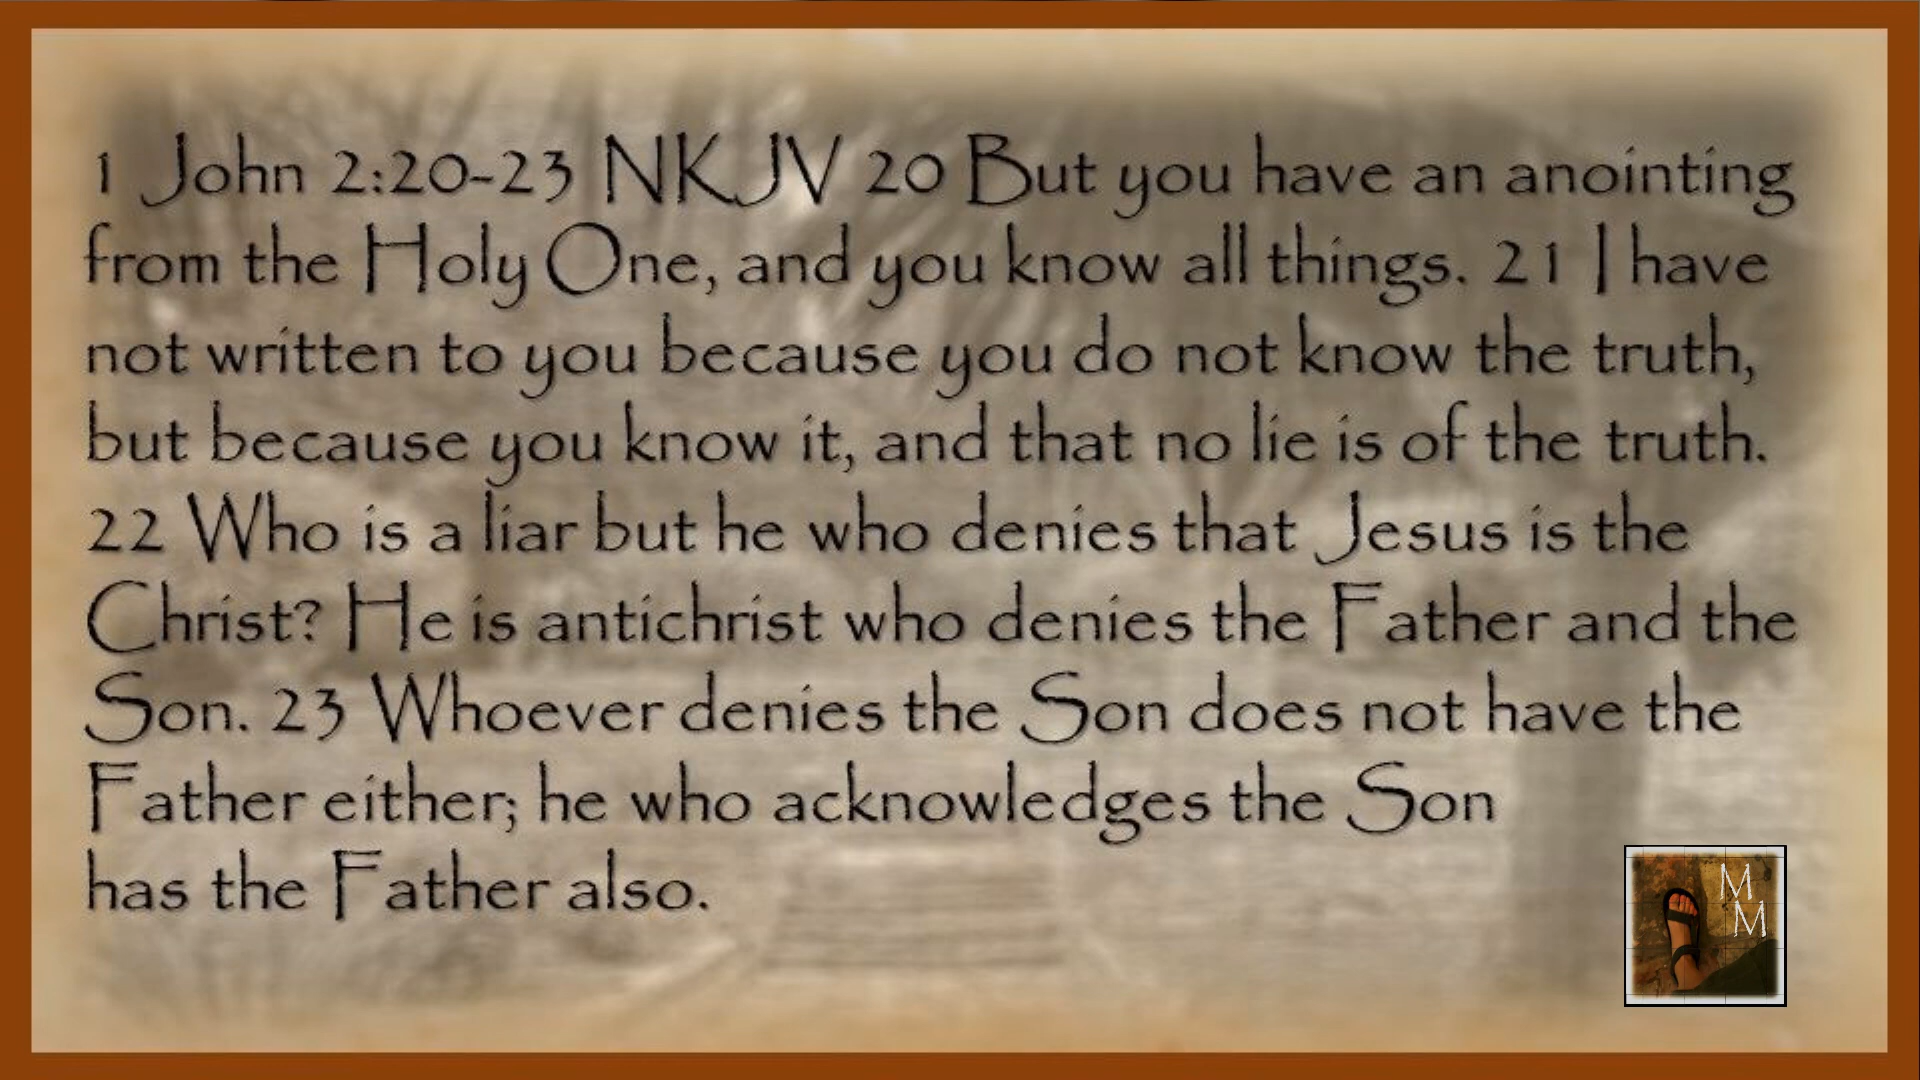 1 John 2:20-23 NKJV 20 But you have an anointing
from the Holy One, and you know all things. 21 I have
not written to you because you do not know the truth,
but because you know it, and that no lie is of the truth.
22 Who is a liar but he who denies that Jesus is the
Christ? He is antichrist who denies the Father and the
Son. 23 Whoever denies the Son does not have the
Father either; he who acknowledges the Son
has the Father also.
M
M